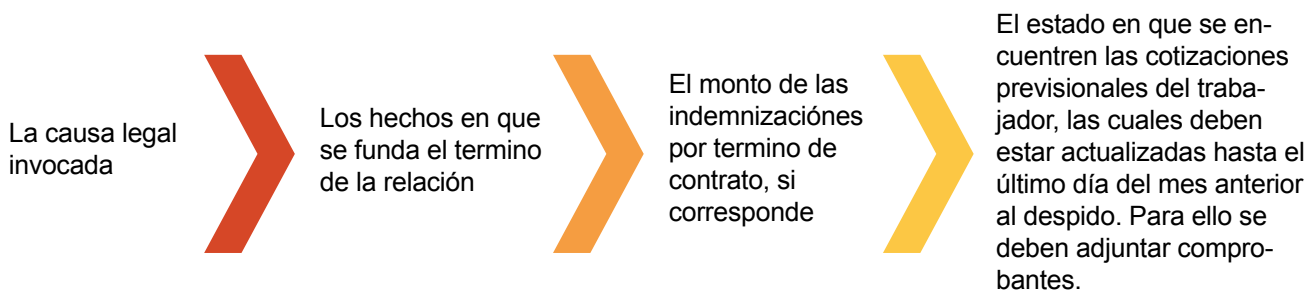 La causa legal
invocada
Los hechos en que
se funda el termino
de la relación
El monto de las
indemnizaciónes
por termino de
contrato, si
corresponde
El estado en que se en-
cuentren las cotizaciones
previsionales del traba-
jador, las cuales deben
estar actualizadas hasta el
último día del mes anterior
al despido. Para ello se
deben adjuntar compro-
bantes.